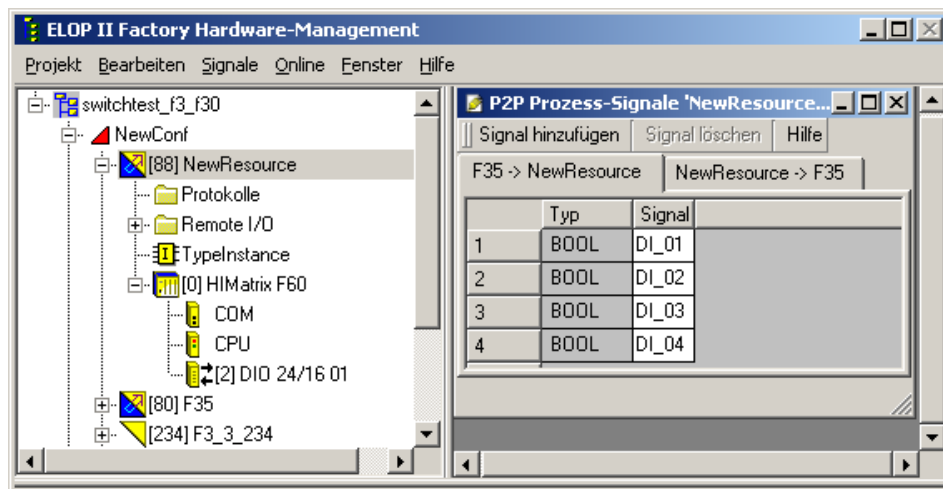 ELOP II Factory Hardware-Management
Projekt Bearbeiten Signale Online Fenster Hilfe
switchtest_f3_f30
NewConf
[88] NewResource
Protokolle
Remote I/O
TypeInstance
[0] HIMatrix F60
COM
CPU
[2] DIO 24/16 01
[80] F35
[234] F3_3_234
P2P Prozess-Signale 'NewResource...
Signal hinzufügen Signal löschen Hilfe
F35 -> NewResource NewResource -> F35
Typ Signal
1 BOOL DI_01
2 BOOL DI_02
3 BOOL DI_03
4 BOOL DI_04